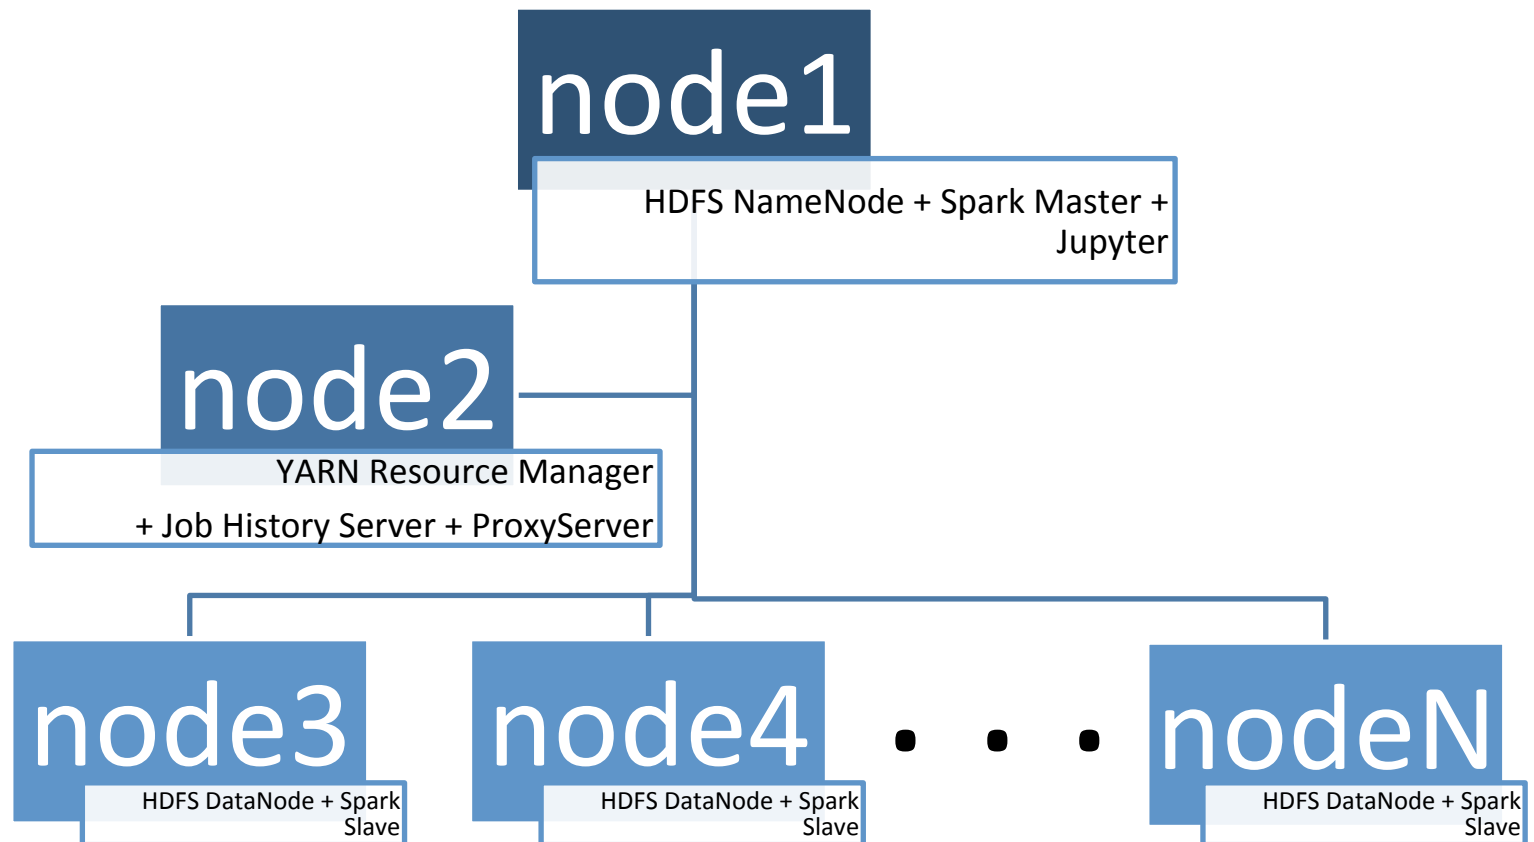 node1
HDFS NameNode + Spark Master +
Jupyter
node2
YARN Resource Manager
+ Job History Server + ProxyServer
node3
HDFS DataNode + Spark
Slave
node4
HDFS DataNode + Spark
Slave
. . .
nodeN
HDFS DataNode + Spark
Slave